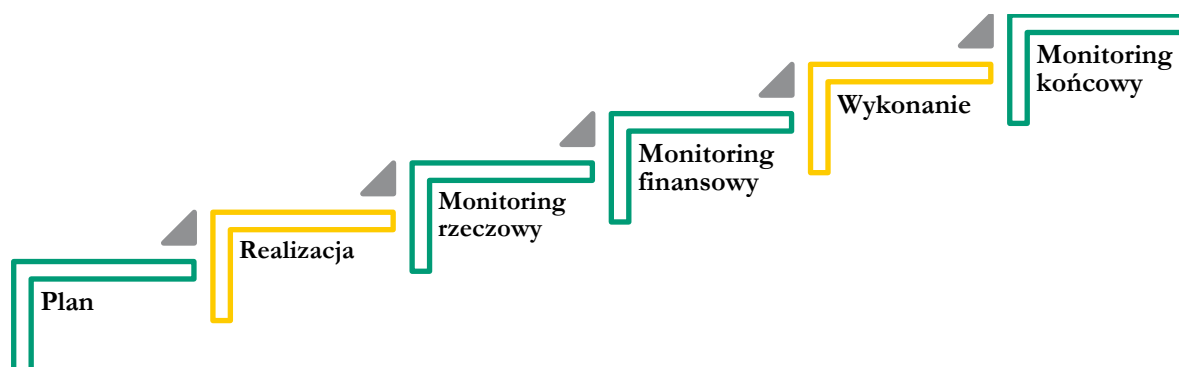 Plan
Realizacja
Monitoring
rzeczowy
Monitoring
finansowy
Wykonanie
Monitoring
końcowy